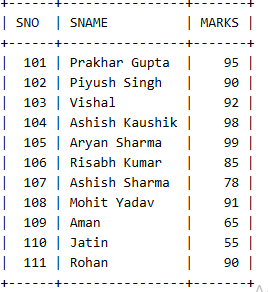 +------+----------------+-------+
| SNO | SNAME | MARKS |
+------+----------------+-------+
| 101 | Prakhar Gupta | 95 |
| 102 | Piyush Singh | 90 |
| 103 | Vishal | 92 |
| 104 | Ashish Kaushik | 98 |
| 105 | Aryan Sharma | 99 |
| 106 | Risabh Kumar | 85 |
| 107 | Ashish Sharma | 78 |
| 108 | Mohit Yadav | 91 |
| 109 | Aman | 65 |
| 110 | Jatin | 55 |
| 111 | Rohan | 90 |
+------+----------------+-------+